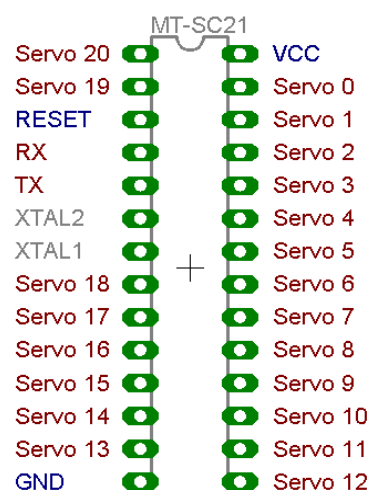 MT-SC21
Servo 20 VCC
Servo 19 Servo 0
RESET Servo 1
RX Servo 2
TX Servo 3
XTAL2 Servo 4
XTAL1 Servo 5
Servo 18 Servo 6
Servo 17 Servo 7
Servo 16 Servo 8
Servo 15 Servo 9
Servo 14 Servo 10
Servo 13 Servo 11
GND Servo 12